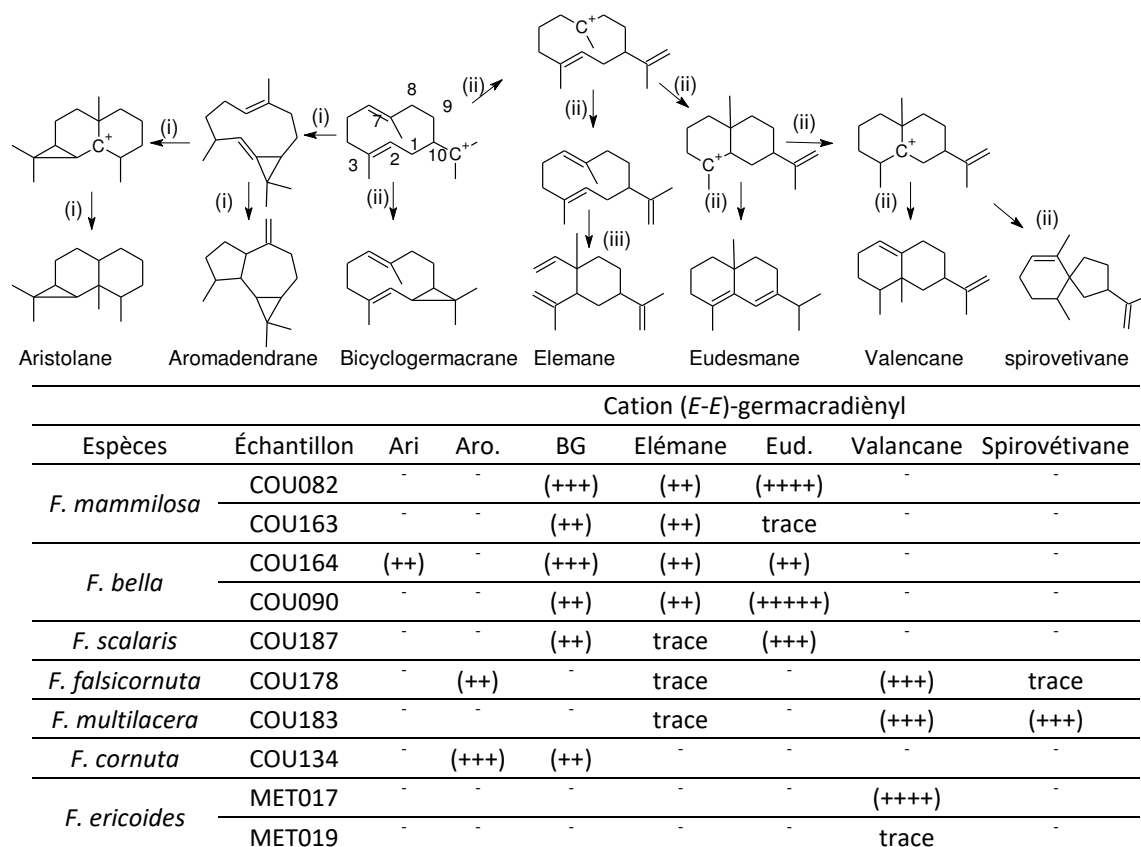 C+
(ii)
(ii)
(ii)
8
9
7
1
2
3
10
C+
(i)
(i)
C+
(ii)
C+
C+
(i)
(i)
(ii)
(iii)
(ii)
(ii)
(ii)
Aristolane Aromadendrane Bicyclogermacrane Elemane Eudesmane Valencane spirovetivane
Cation (E-E)-germacradiènyl
Espèces Échantillon Ari Aro. BG Elémane Eud. Valancane Spirovétivane
F. mammilosa COU082 - - (+++) (++) (++++) - -
COU163 - - (++) (++) trace - -
F. bella COU164 (++) - (+++) (++) (++) - -
COU090 - - (++) (++) (+++++) - -
F. scalaris COU187 - - (++) trace (+++) - -
F. falsicornuta COU178 - (++) - trace - (+++) trace
F. multilacera COU183 - - - trace - (+++) (+++)
F. cornuta COU134 - (+++) (++) - - - -
F. ericoides MET017 - - - - - (++++) -
MET019 - - - - - trace -